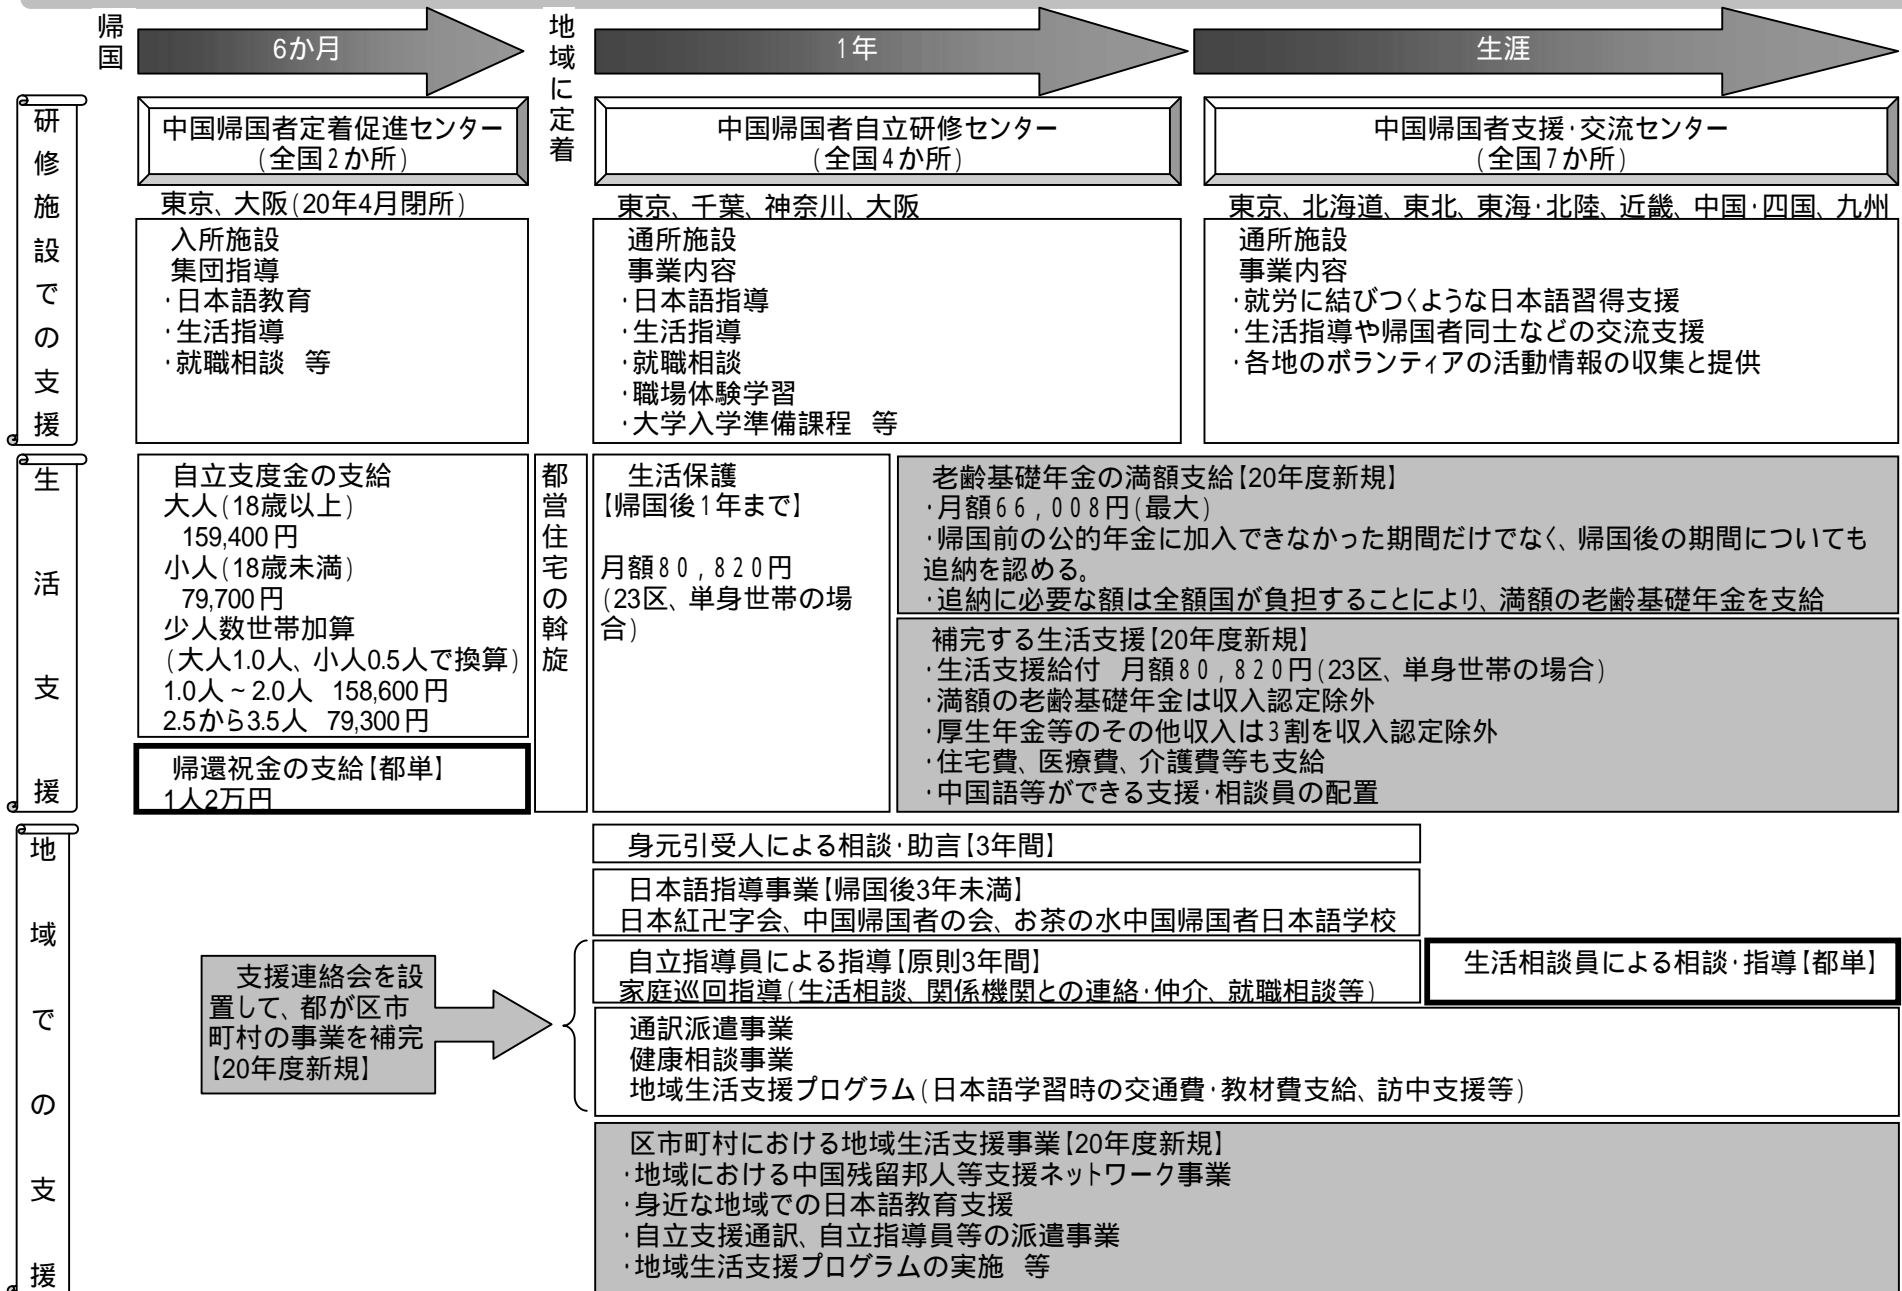 帰国
6か月
地域に定着
1年
生涯
研修施設での支援
中国帰国者定着促進センター
(全国2か所)
東京、大阪(20年4月閉所)
入所施設
集団指導
・日本語教育
・生活指導
・就職相談 等
中国帰国者自立研修センター
(全国4か所)
東京、千葉、神奈川、大阪
通所施設
事業内容
・日本語指導
・生活指導
・就職相談
・職場体験学習
・大学入学準備課程 等
中国帰国者支援・交流センター
(全国7か所)
東京、北海道、東北、東海・北陸、近畿、中国・四国、九州
通所施設
事業内容
・就労に結びつくような日本語習得支援
・生活指導や帰国者同士などの交流支援
・各地のボランティアの活動情報の収集と提供
生活支援
自立支度金の支給
大人(18歳以上)
159,400円
小人(18歳未満)
79,700円
少人数世帯加算
(大人1.0人、小人0.5人で換算)
1.0人~2.0人 158,600円
2.5から3.5人 79,300円
帰還祝金の支給【都単】
1人2万円
都営住宅の斡旋
生活保護
【帰国後1年まで】
月額80,820円
(23区、単身世帯の場
合)
老齢基礎年金の満額支給【20年度新規】
・月額66,008円(最大)
・帰国前の公的年金に加入できなかった期間だけでなく、帰国後の期間についても
追納を認める。
・追納に必要な額は全額国が負担することにより、満額の老齢基礎年金を支給
補完する生活支援【20年度新規】
・生活支援給付 月額80,820円(23区、単身世帯の場合)
・満額の老齢基礎年金は収入認定除外
・厚生年金等のその他収入は3割を収入認定除外
・住宅費、医療費、介護費等も支給
・中国語等ができる支援・相談員の配置
地域での支援
身元引受人による相談・助言【3年間】
日本語指導事業【帰国後3年未満】
日本紅卍字会、中国帰国者の会、お茶の水中国帰国者日本語学校
自立指導員による指導【原則3年間】
家庭巡回指導(生活相談、関係機関との連絡・仲介、就職相談等)
生活相談員による相談・指導【都単】
支援連絡会を設
置して、都が区市
町村の事業を補完
【20年度新規】
通訳派遣事業
健康相談事業
地域生活支援プログラム(日本語学習時の交通費・教材費支給、訪中支援等)
区市町村における地域生活支援事業【20年度新規】
・地域における中国残留邦人等支援ネットワーク事業
・身近な地域での日本語教育支援
・自立支援通訳、自立指導員等の派遣事業
・地域生活支援プログラムの実施 等